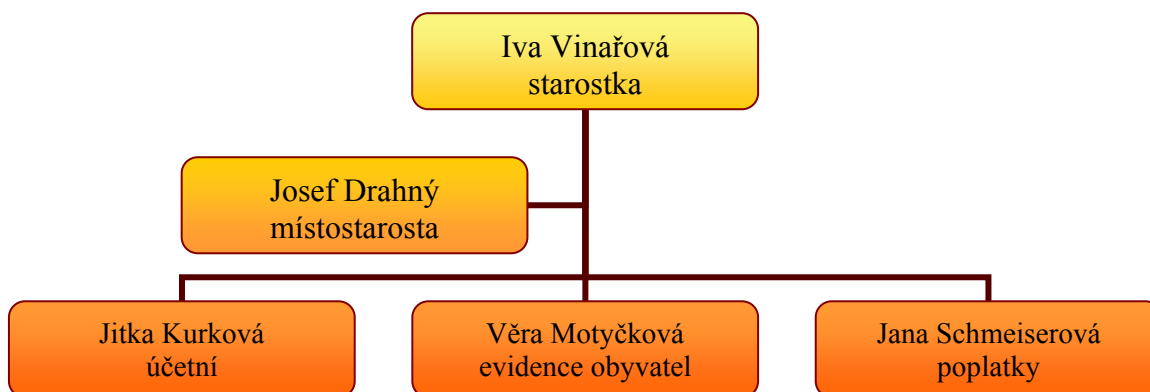 Iva Vinařová
starostka
Josef Drahný
místostarosta
Jitka Kurková
účetní
Věra Motyčková
evidence obyvatel
Jana Schmeiserová
poplatky